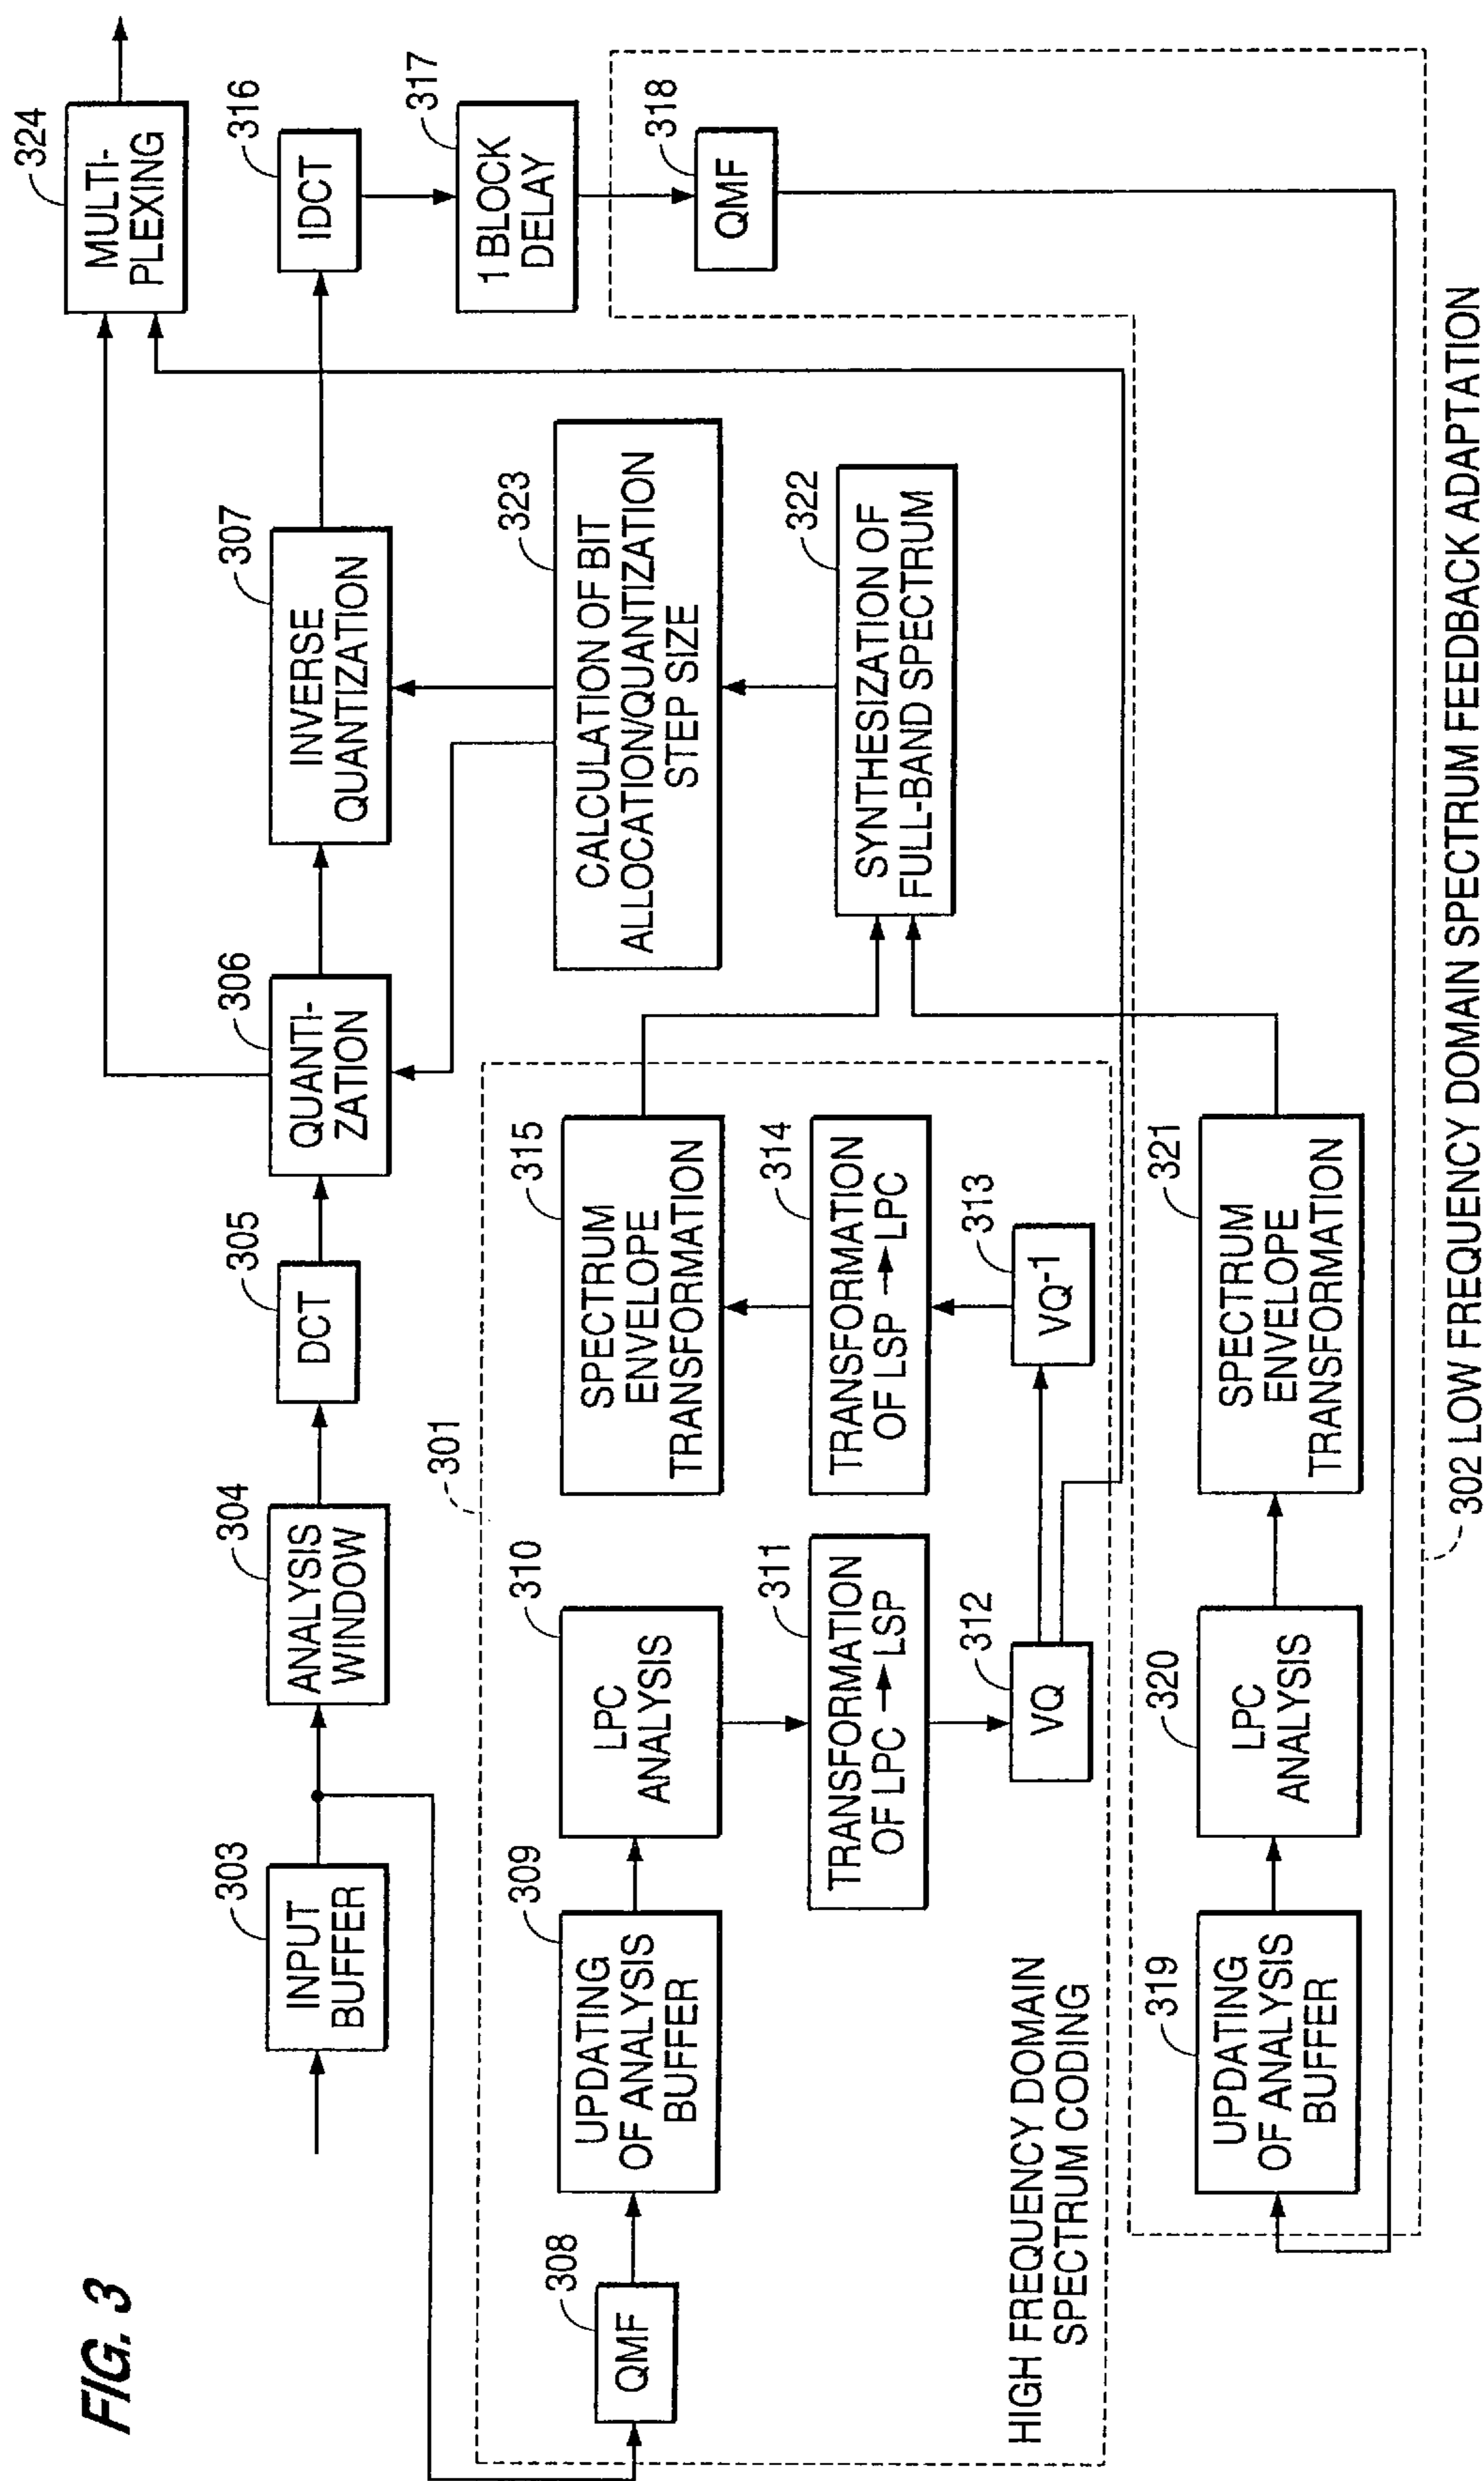 FIG. 3
303
INPUT
BUFFER
304
ANALYSIS
WINDOW
305
DCT
306
QUANTI-
ZATION
307
INVERSE
QUANTIZATION
316
IDCT
324
MULTI-
PLEXING
317
1 BLOCK
DELAY
318
QMF
301
308
QMF
309
UPDATING
OF ANALYSIS
BUFFER
310
LPC
ANALYSIS
311
TRANSFORMATION
OF LPC → LSP
312
VQ
313
VQ-1
314
TRANSFORMATION
OF LSP → LPC
315
SPECTRUM
ENVELOPE
TRANSFORMATION
323
CALCULATION OF BIT
ALLOCATION/QUANTIZATION
STEP SIZE
322
SYNTHESIZATION OF
FULL-BAND SPECTRUM
HIGH FREQUENCY DOMAIN
SPECTRUM CODING
319
UPDATING
OF ANALYSIS
BUFFER
320
LPC
ANALYSIS
321
SPECTRUM
ENVELOPE
TRANSFORMATION
302 LOW FREQUENCY DOMAIN SPECTRUM FEEDBACK ADAPTATION